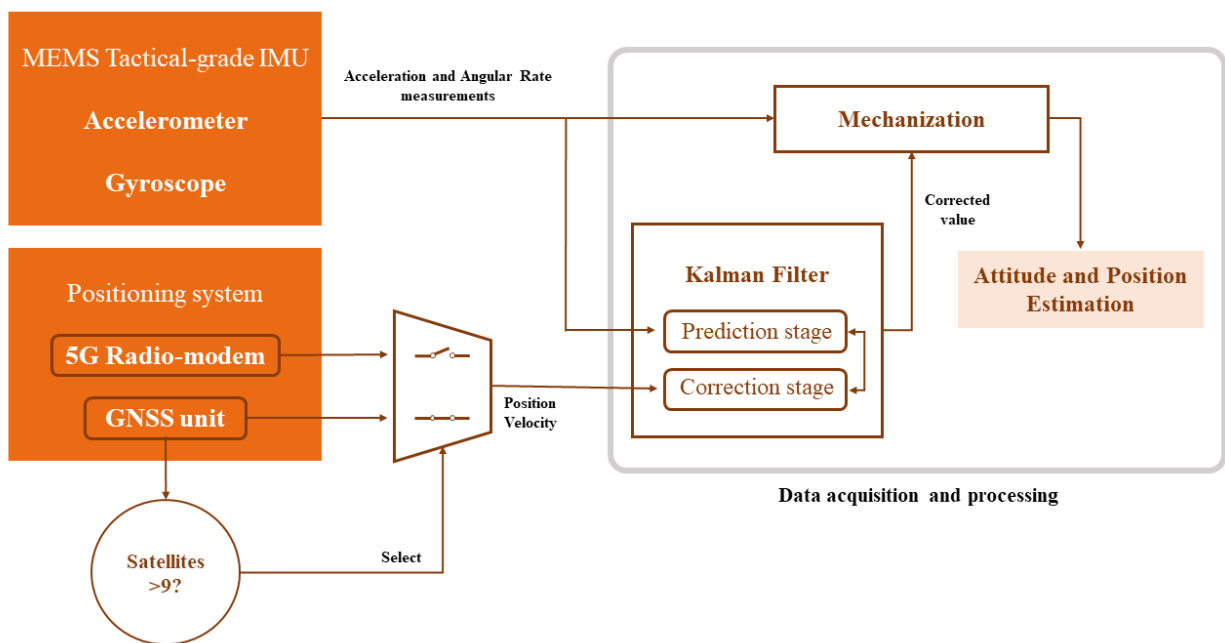 MEMS Tactical-grade IMU
Accelerometer
Gyroscope
Acceleration and Angular Rate
measurements
Mechanization
Corrected
value
Attitude and Position
Estimation
Kalman Filter
Prediction stage
Correction stage
Positioning system
5G Radio-modem
GNSS unit
Position
Velocity
Data acquisition and processing
Satellites
>9?
Select